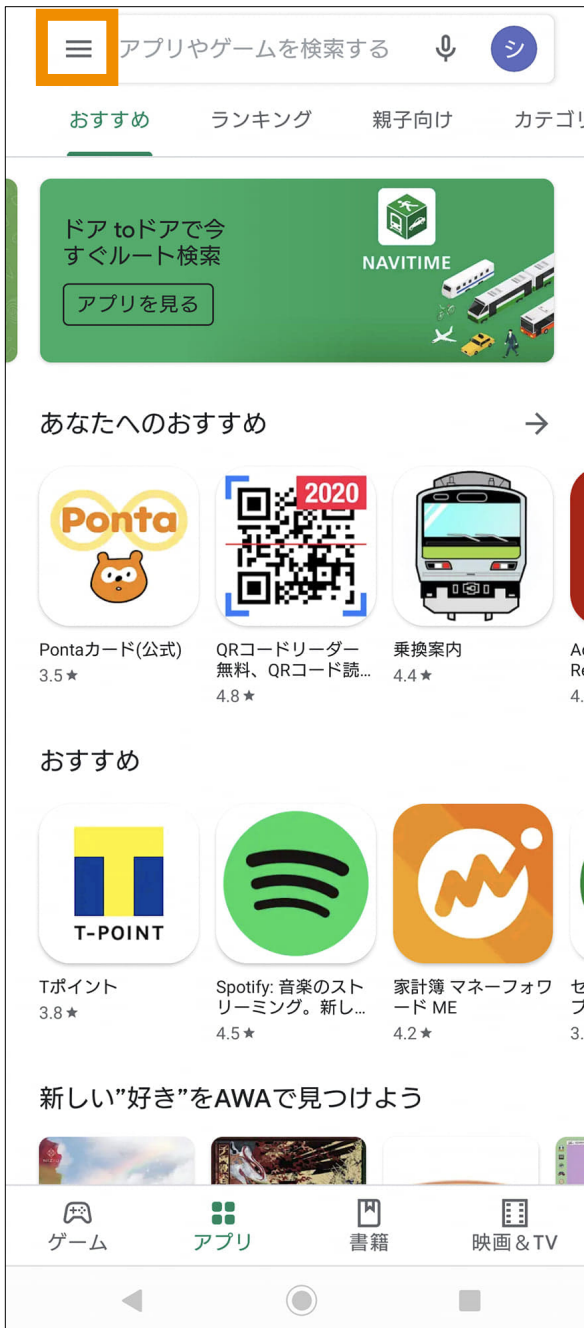 アプリやゲームを検索する
シ
おすすめ
ランキング
親子向け
カテゴリ
ドア toドアで今
すぐルート検索
アプリを見る
NAVITIME
あなたへのおすすめ
Ponta
2020
Pontaカード(公式)
3.5★
QRコードリーダー
無料、QRコード読…
4.8★
乗換案内
4.4★
おすすめ
T-POINT
Tポイント
3.8★
Spotify: 音楽のスト
リーミング。新し…
4.5★
家計簿 マネーフォワ
ード ME
4.2★
新しい”好き”をAWAで見つけよう
ゲーム
アプリ
書籍
映画＆TV